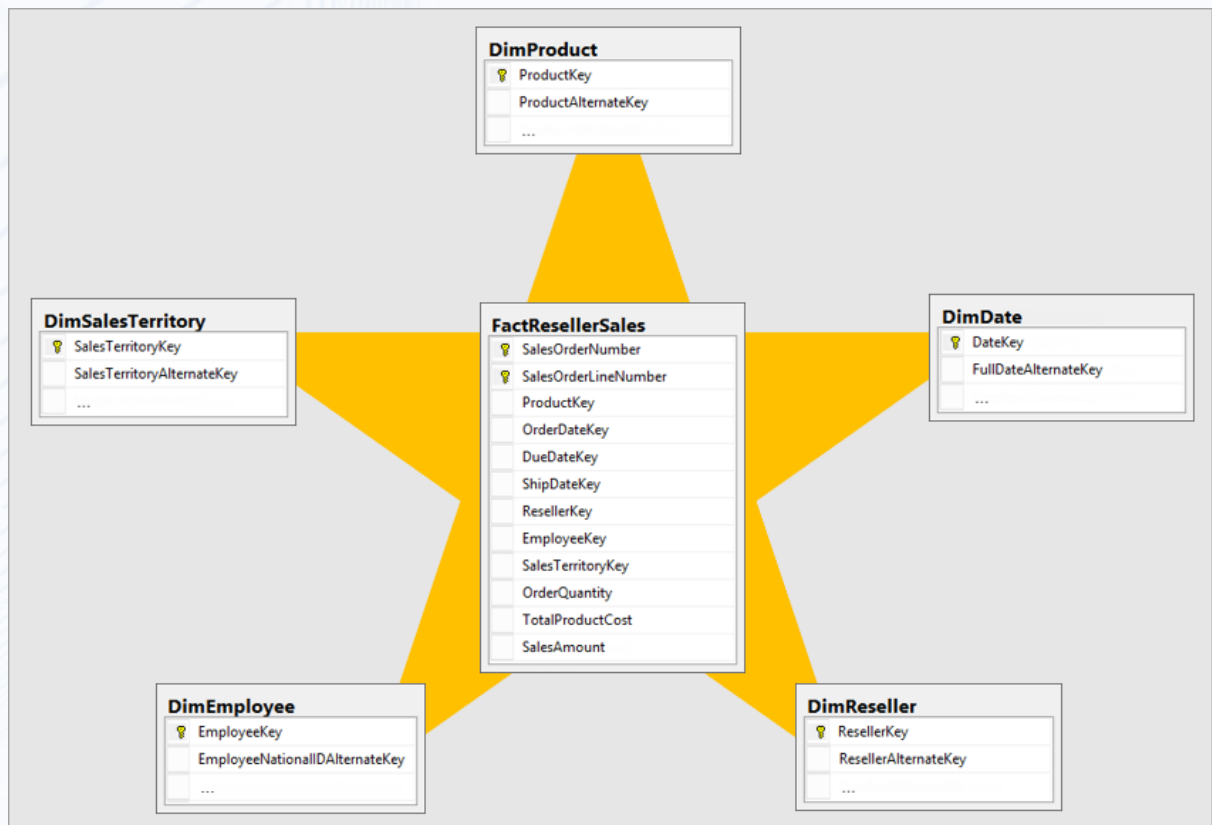 DimProduct
ProductKey
ProductAlternateKey
...
DimSalesTerritory
SalesTerritoryKey
SalesTerritoryAlternateKey
...
FactResellerSales
SalesOrderNumber
SalesOrderLineNumber
ProductKey
OrderDateKey
DueDateKey
ShipDateKey
ResellerKey
EmployeeKey
SalesTerritoryKey
OrderQuantity
TotalProductCost
SalesAmount
DimDate
DateKey
FullDateAlternateKey
...
DimEmployee
EmployeeKey
EmployeeNationalIDAlternateKey
...
DimReseller
ResellerKey
ResellerAlternateKey
...